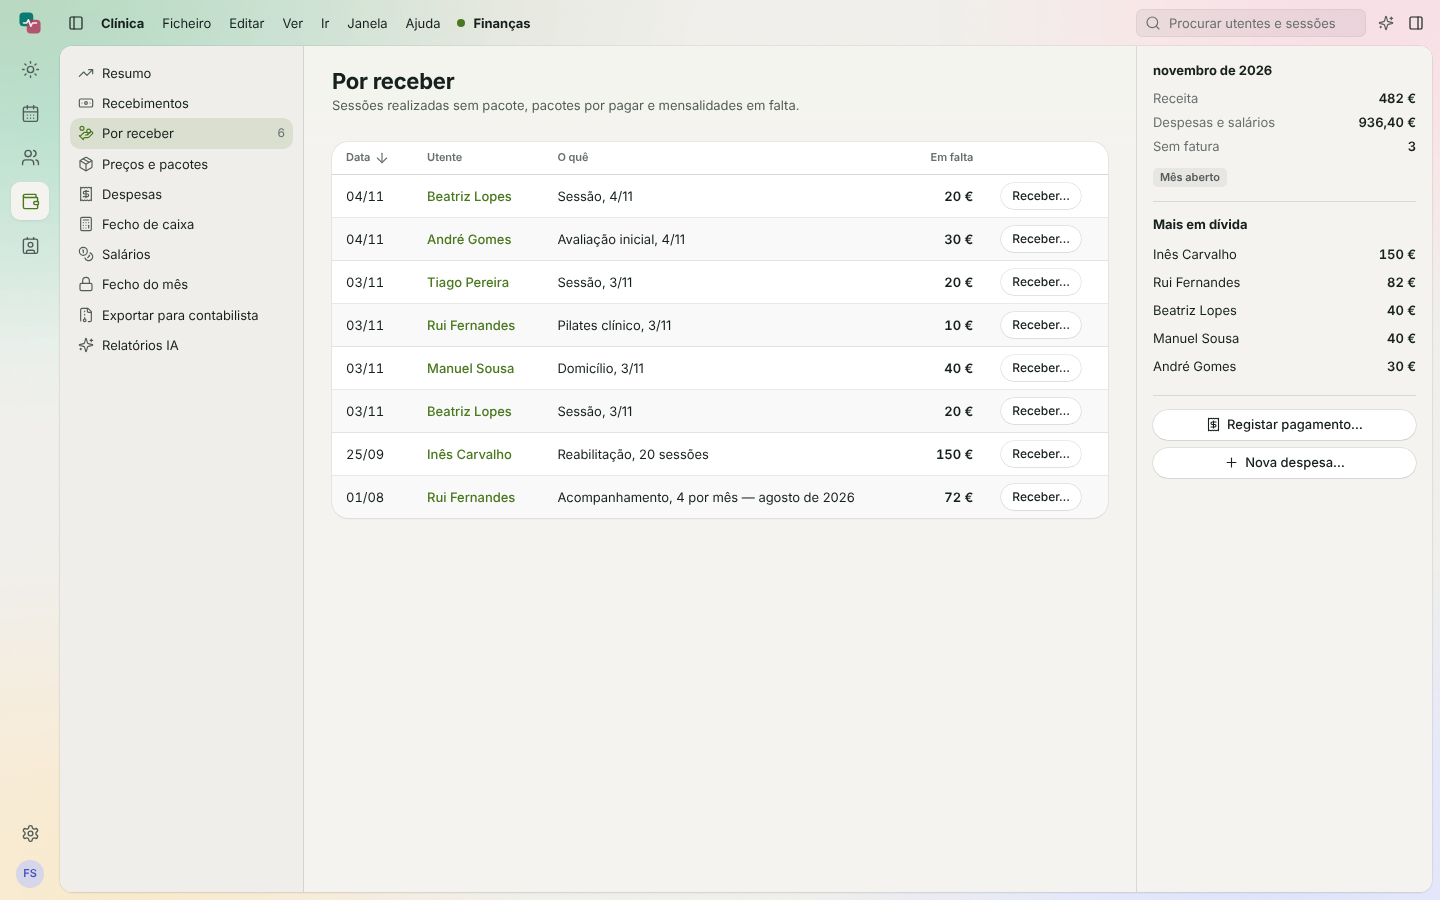 Clínica Ficheiro Editar Ver Ir Janela Ajuda Finanças Procurar utentes e sessões
Resumo
Recebimentos
Por receber 6
Preços e pacotes
Despesas
Fecho de caixa
Salários
Fecho do mês
Exportar para contabilista
Relatórios IA
FS
Por receber
Sessões realizadas sem pacote, pacotes por pagar e mensalidades em falta.
Data Utente O quê Em falta
04/11 Beatriz Lopes Sessão, 4/11 20 € Receber...
04/11 André Gomes Avaliação inicial, 4/11 30 € Receber...
03/11 Tiago Pereira Sessão, 3/11 20 € Receber...
03/11 Rui Fernandes Pilates clínico, 3/11 10 € Receber...
03/11 Manuel Sousa Domicílio, 3/11 40 € Receber...
03/11 Beatriz Lopes Sessão, 3/11 20 € Receber...
25/09 Inês Carvalho Reabilitação, 20 sessões 150 € Receber...
01/08 Rui Fernandes Acompanhamento, 4 por mês — agosto de 2026 72 € Receber...
novembro de 2026
Receita 482 €
Despesas e salários 936,40 €
Sem fatura 3
Mês aberto
Mais em dívida
Inês Carvalho 150 €
Rui Fernandes 82 €
Beatriz Lopes 40 €
Manuel Sousa 40 €
André Gomes 30 €
Registar pagamento...
Nova despesa...